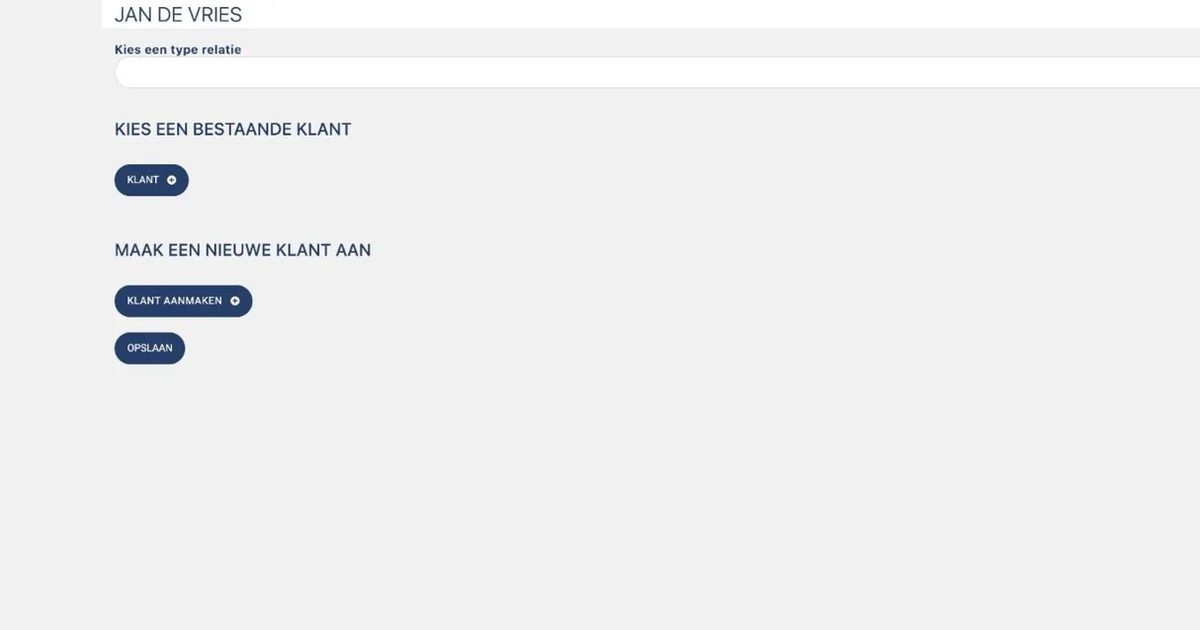 JAN DE VRIES
Kies een type relatie
KIES EEN BESTAANDE KLANT
KLANT
MAAK EEN NIEUWE KLANT AAN
KLANT AANMAKEN
OPSLAAN